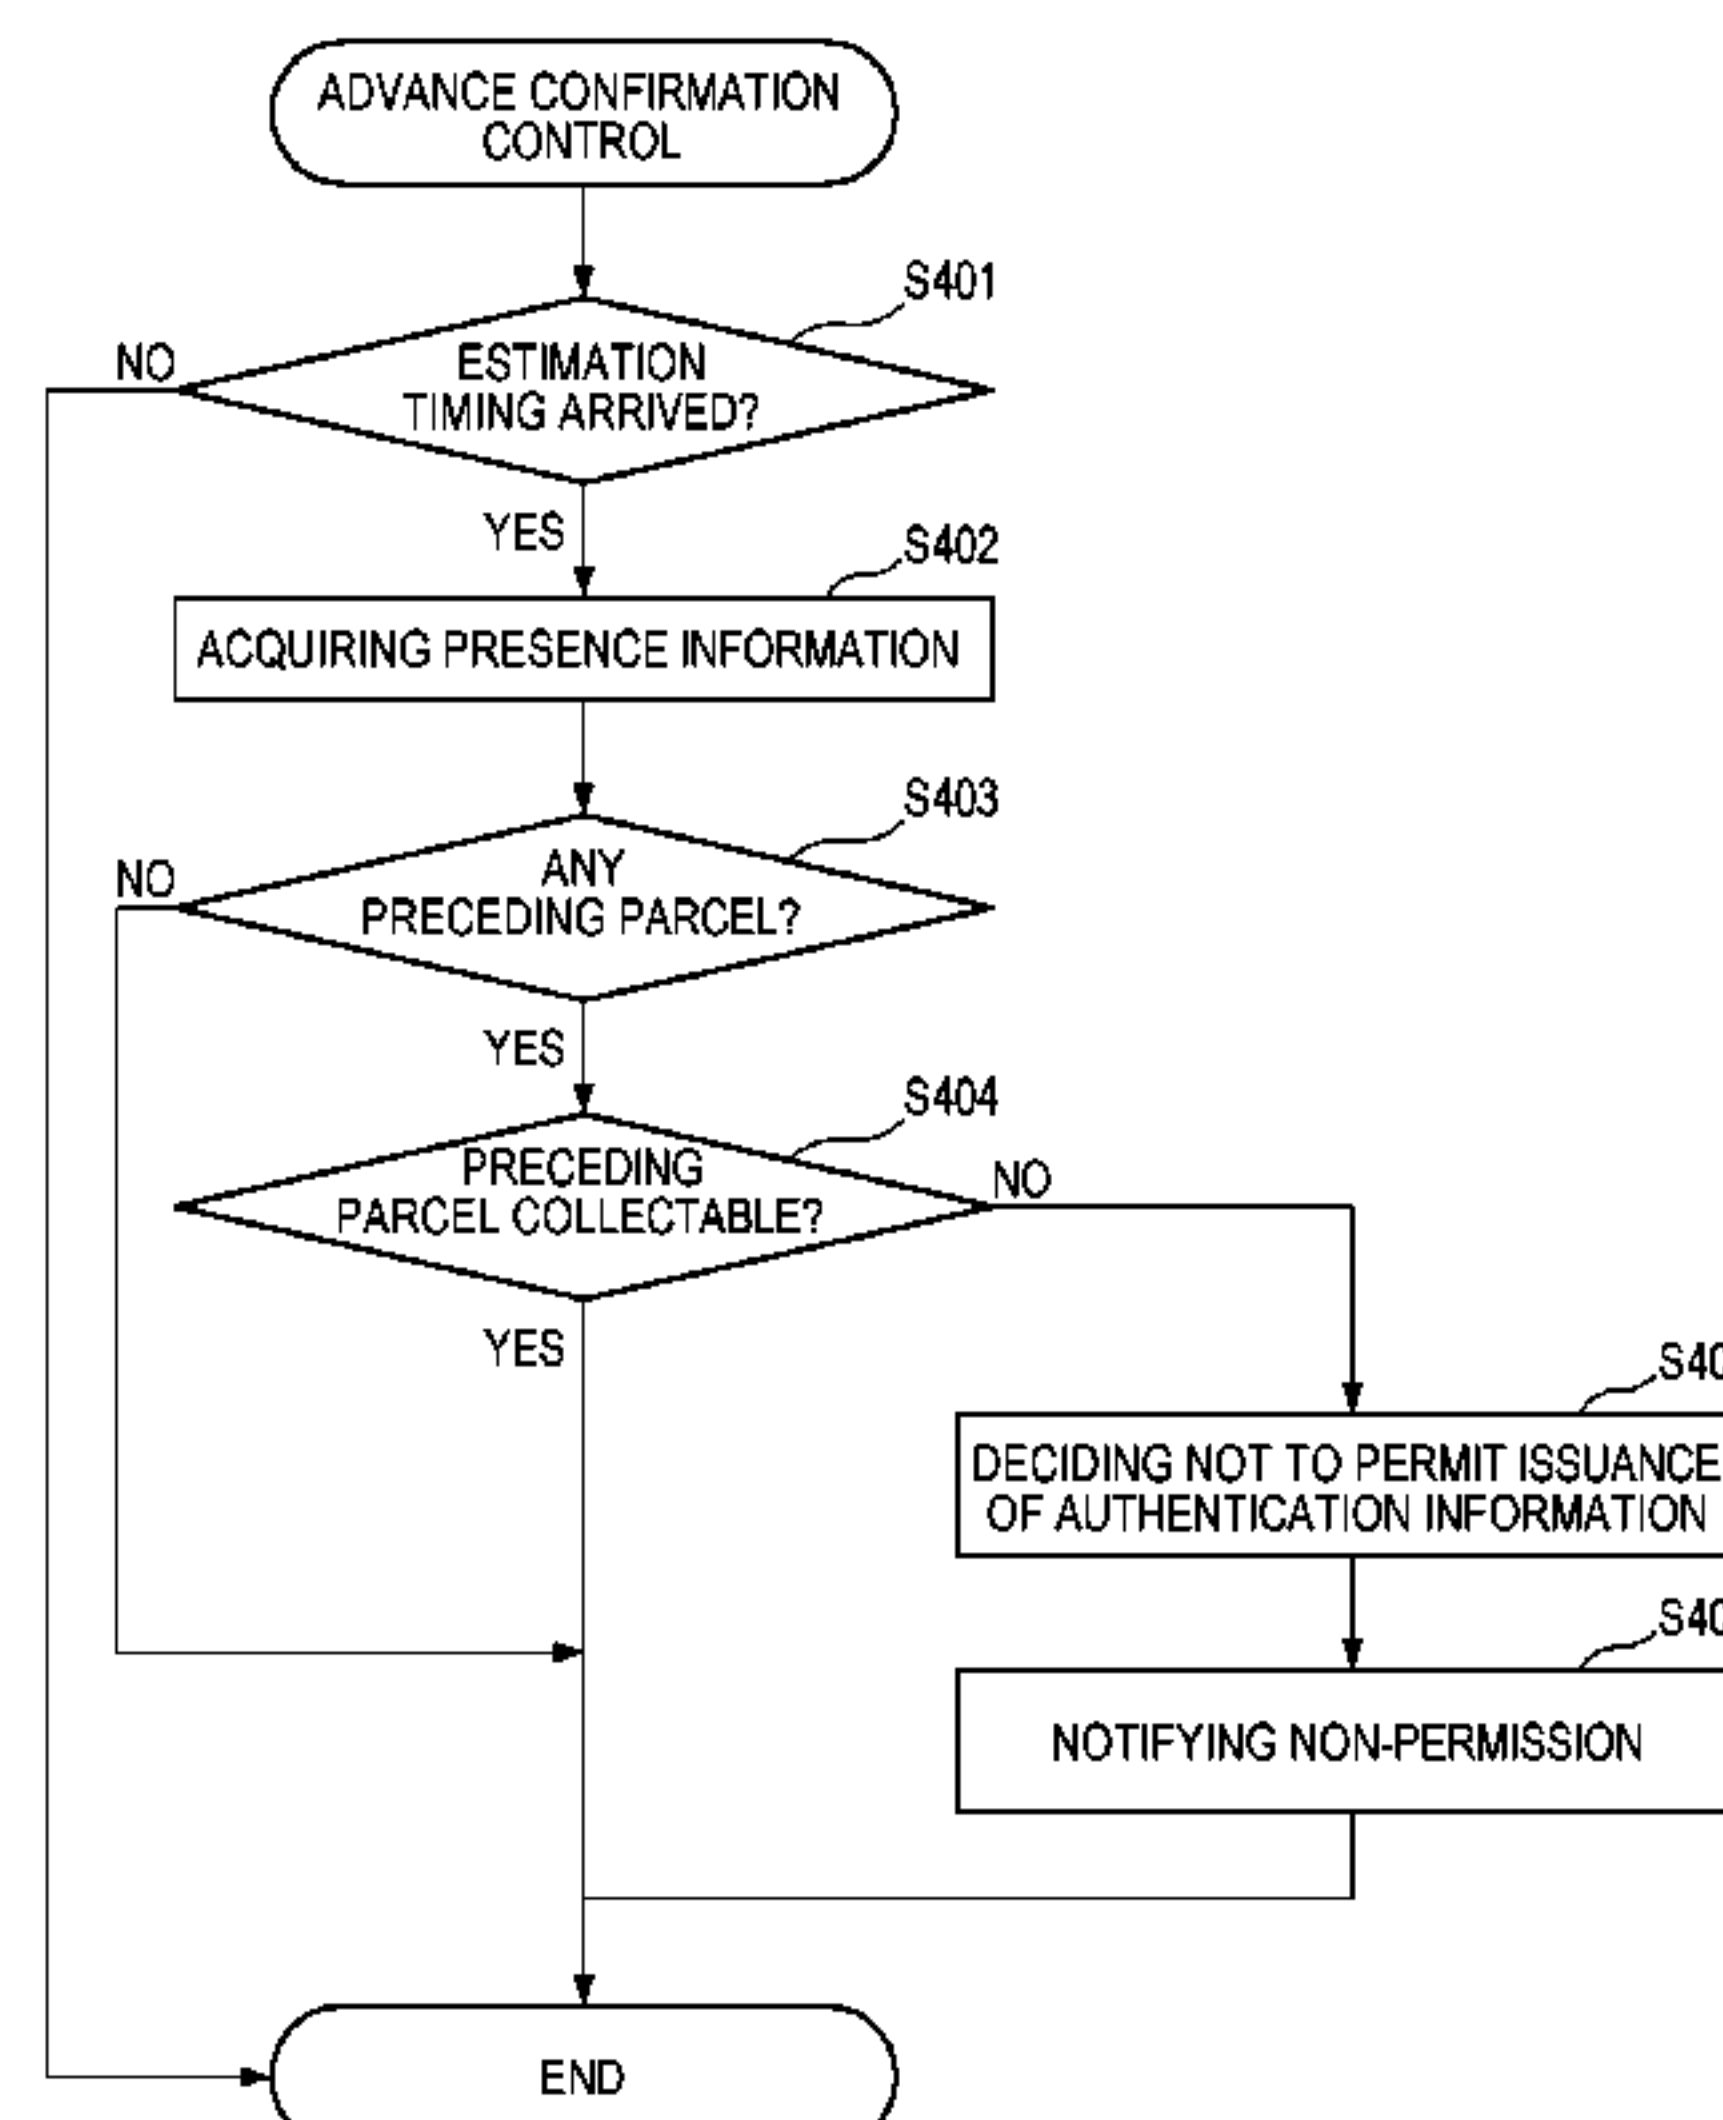 ADVANCE CONFIRMATION
CONTROL
S401
NO
ESTIMATION
TIMING ARRIVED?
YES
S402
ACQUIRING PRESENCE INFORMATION
S403
NO
ANY
PRECEDING PARCEL?
YES
S404
PRECEDING
PARCEL COLLECTABLE?
NO
YES
DECIDING NOT TO PERMIT ISSUANCE
OF AUTHENTICATION INFORMATION
NOTIFYING NON-PERMISSION
END